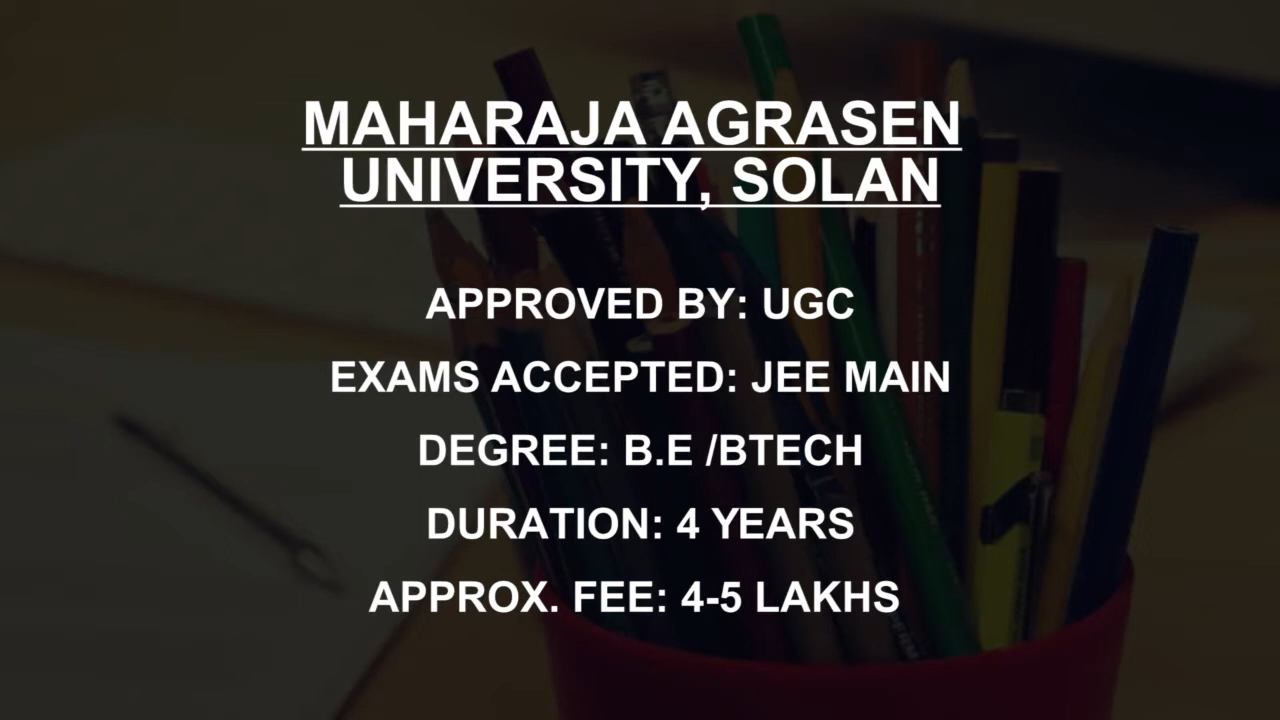 MAHARAJA AGRASEN
UNIVERSITY, SOLAN
APPROVED BY: UGC
EXAMS ACCEPTED: JEE MAIN
DEGREE: B.E /BTECH
DURATION: 4 YEARS
APPROX. FEE: 4-5 LAKHS